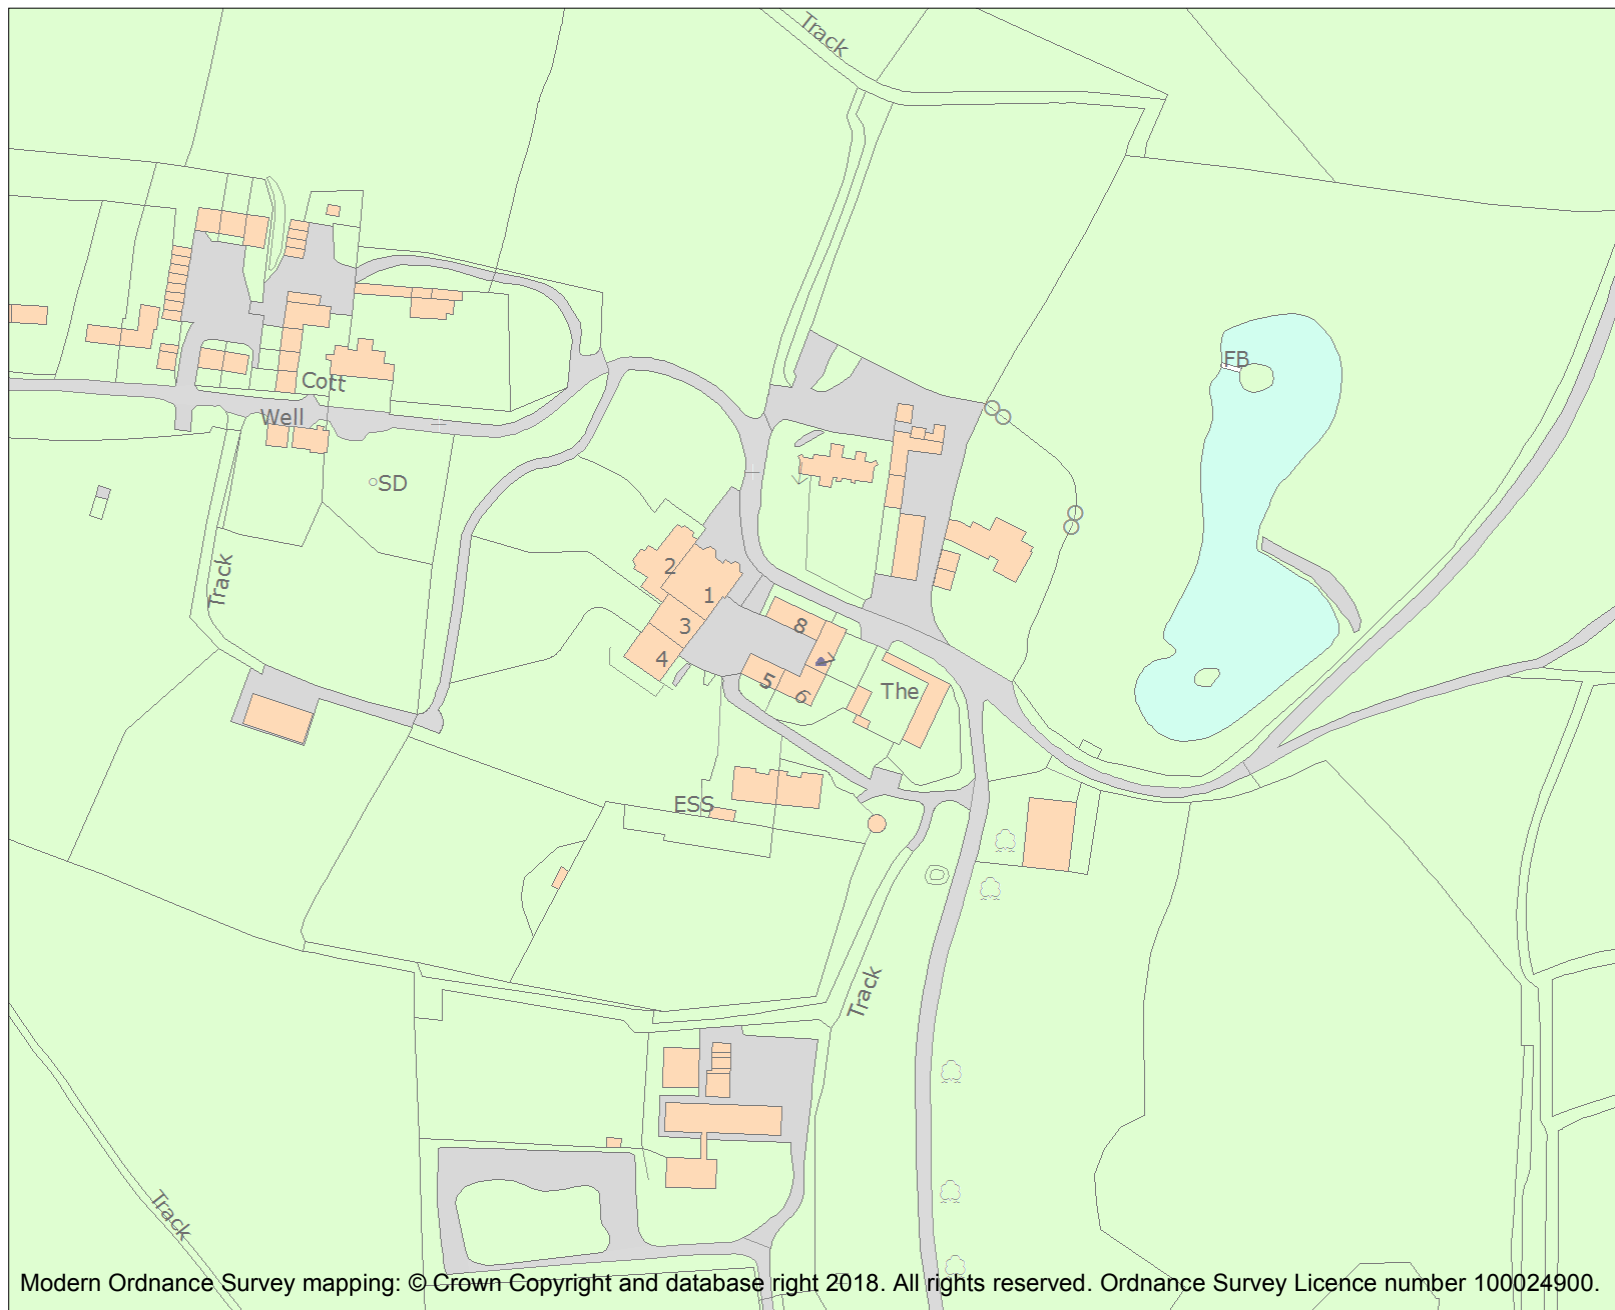 Track
FB
Cott
Well
SD
Track
2
1
3
4
8
7
5
6
The
ESS
Track
Track
Modern Ordnance Survey mapping: © Crown Copyright and database right 2018. All rights reserved. Ordnance Survey Licence number 100024900.